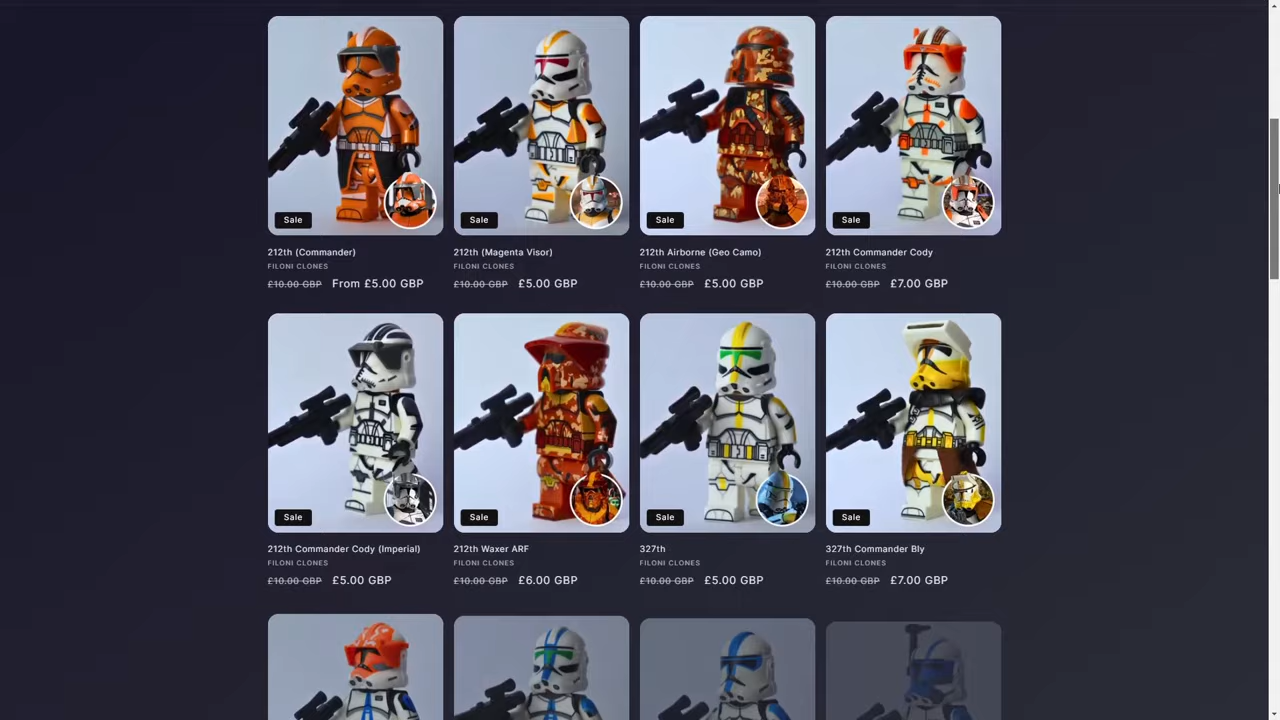 Sale Sale Sale Sale
212th (Commander) 212th (Magenta Visor) 212th Airborne (Geo Camo) 212th Commander Cody
FILONI CLONES FILONI CLONES FILONI CLONES FILONI CLONES
£10.00 GBP From £5.00 GBP £10.00 GBP £5.00 GBP £10.00 GBP £5.00 GBP £10.00 GBP £7.00 GBP
Sale Sale Sale Sale
212th Commander Cody (Imperial) 212th Waxer ARF 327th 327th Commander Bly
FILONI CLONES FILONI CLONES FILONI CLONES FILONI CLONES
£10.00 GBP £5.00 GBP £10.00 GBP £6.00 GBP £10.00 GBP £5.00 GBP £10.00 GBP £7.00 GBP